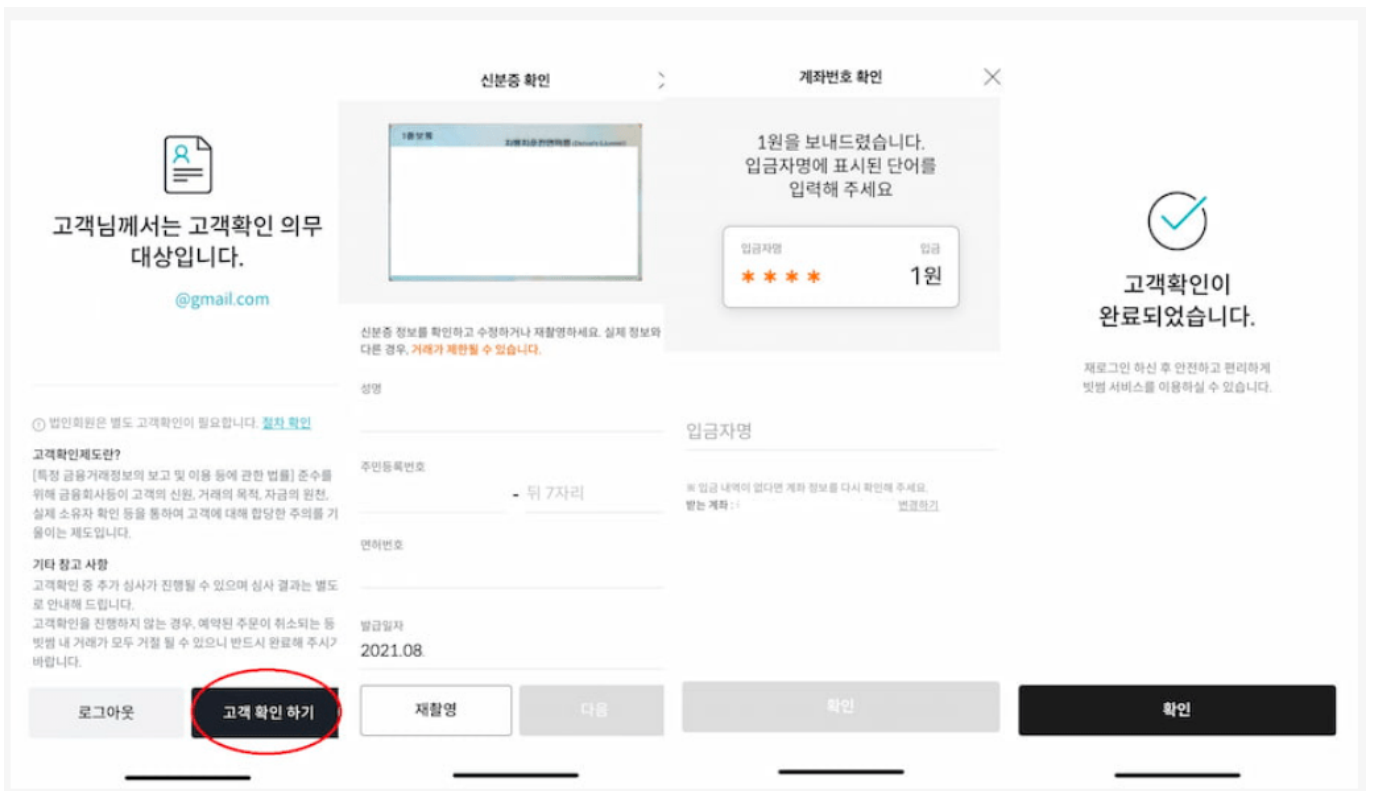 고객님께서는 고객확인 의무
대상입니다.
@gmail.com
법인회원은 별도 고객확인이 필요합니다. 절차 확인
고객확인제도란?
[특정 금융거래정보의 보고 및 이용 등에 관한 법률] 준수를
위해 금융회사등이 고객의 신원, 거래의 목적, 자금의 원천,
실제 소유자 확인 등을 통하여 고객에 대해 합당한 주의를 기
울이는 제도입니다.
기타 참고 사항
고객확인 중 추가 심사가 진행될 수 있으며 심사 결과는 별도
로 안내해 드립니다.
고객확인을 진행하지 않는 경우, 예약된 주문이 취소되는 등
빗썸 내 거래가 모두 거절 될 수 있으니 반드시 완료해 주시기
바랍니다.
로그아웃
고객 확인 하기
신분증 확인
1종보통
자동차운전면허증 (Driver's License)
신분증 정보를 확인하고 수정하거나 재촬영하세요. 실제 정보와
다른 경우, 거래가 제한될 수 있습니다.
성명
주민등록번호
- 뒤 7자리
면허번호
발급일자
2021.08.
재촬영
다음
계좌번호 확인
1원을 보내드렸습니다.
입금자명에 표시된 단어를
입력해 주세요
입금자명 입금
**** 1원
입금자명
※ 입금 내역이 없다면 계좌 정보를 다시 확인해 주세요.
받는 계좌 : 변경하기
확인
고객확인이
완료되었습니다.
재로그인 하신 후 안전하고 편리하게
빗썸 서비스를 이용하실 수 있습니다.
확인